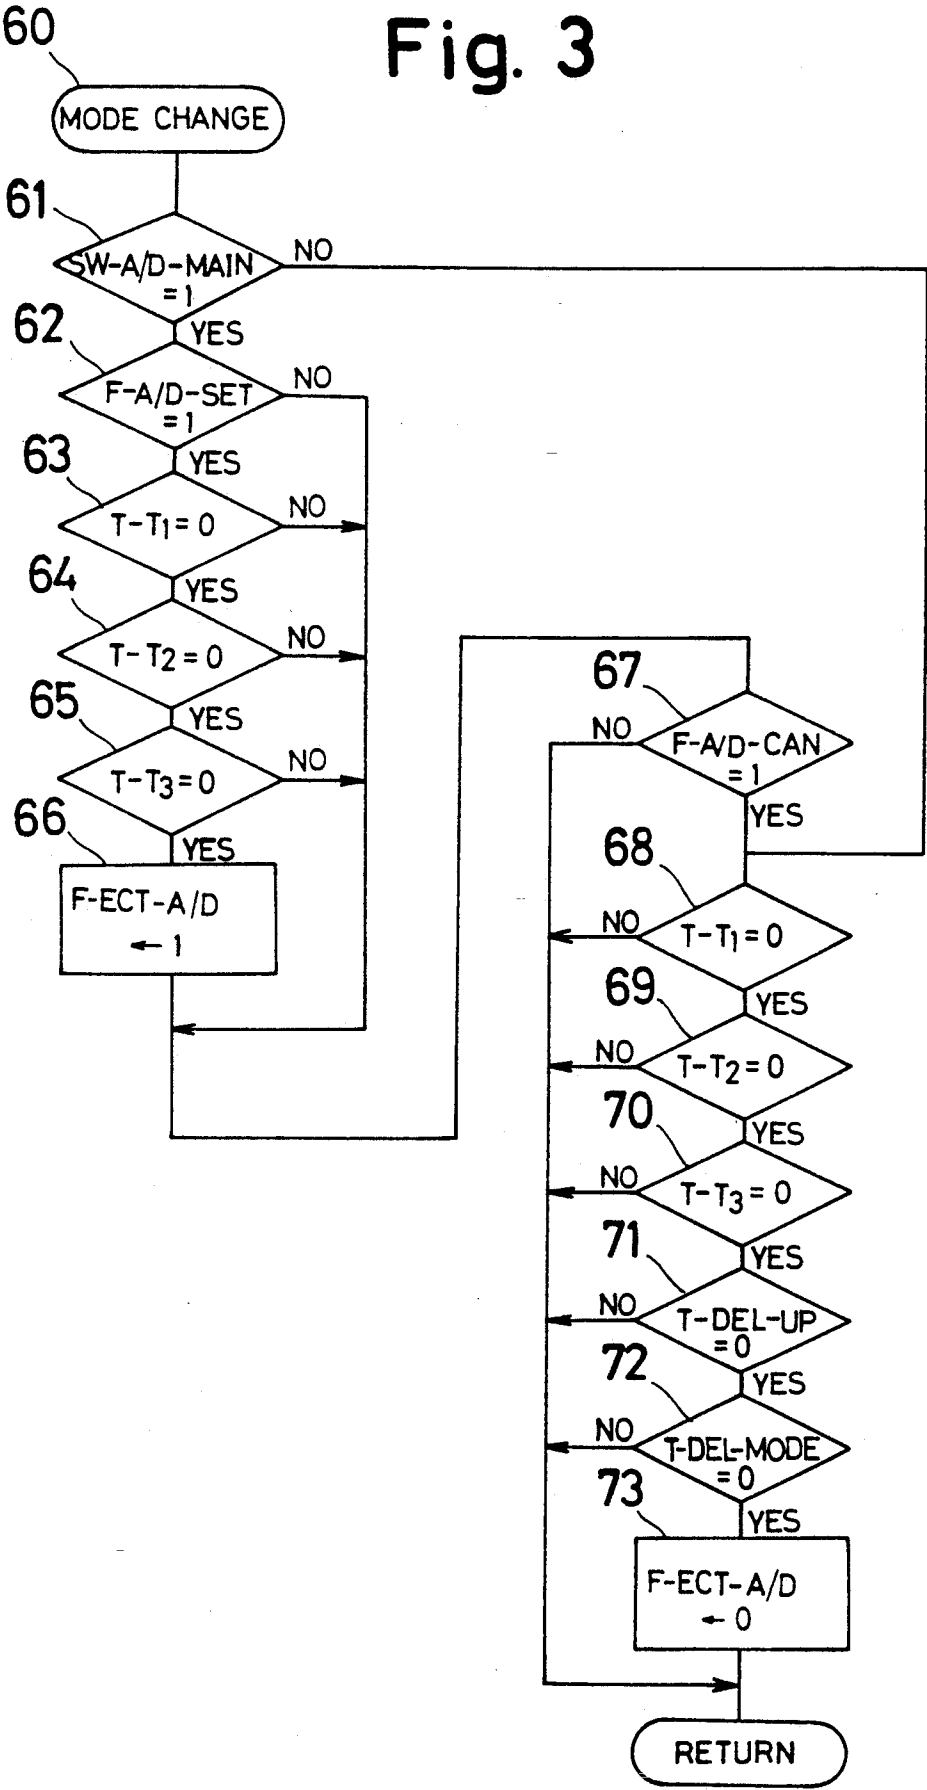 Fig. 3
60
MODE CHANGE
61
SW-A/D-MAIN
=1
NO
YES
62
F-A/D-SET
=1
NO
YES
63
T-T1=0
NO
YES
64
T-T2=0
NO
YES
65
T-T3=0
NO
YES
66
F-ECT-A/D
←1
67
F-A/D-CAN
=1
NO
YES
68
T-T1=0
NO
YES
69
T-T2=0
NO
YES
70
T-T3=0
NO
YES
71
T-DEL-UP
=0
NO
YES
72
T-DEL-MODE
=0
NO
YES
73
F-ECT-A/D
←0
RETURN